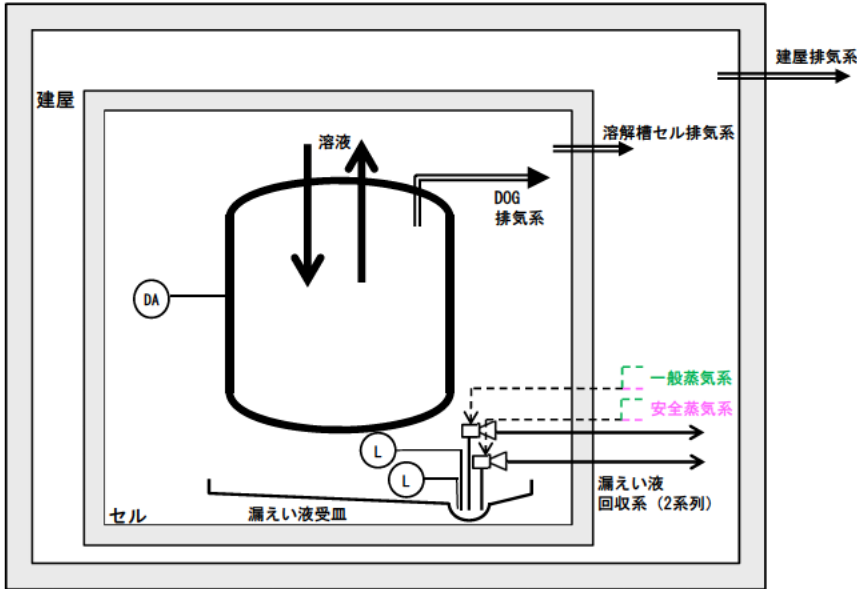 建屋排気系
建屋
溶解槽セル排気系
溶液
DOG
排気系
DA
一般蒸気系
安全蒸気系
L
L
漏えい液
回収系（2系列）
漏えい液受皿
セル